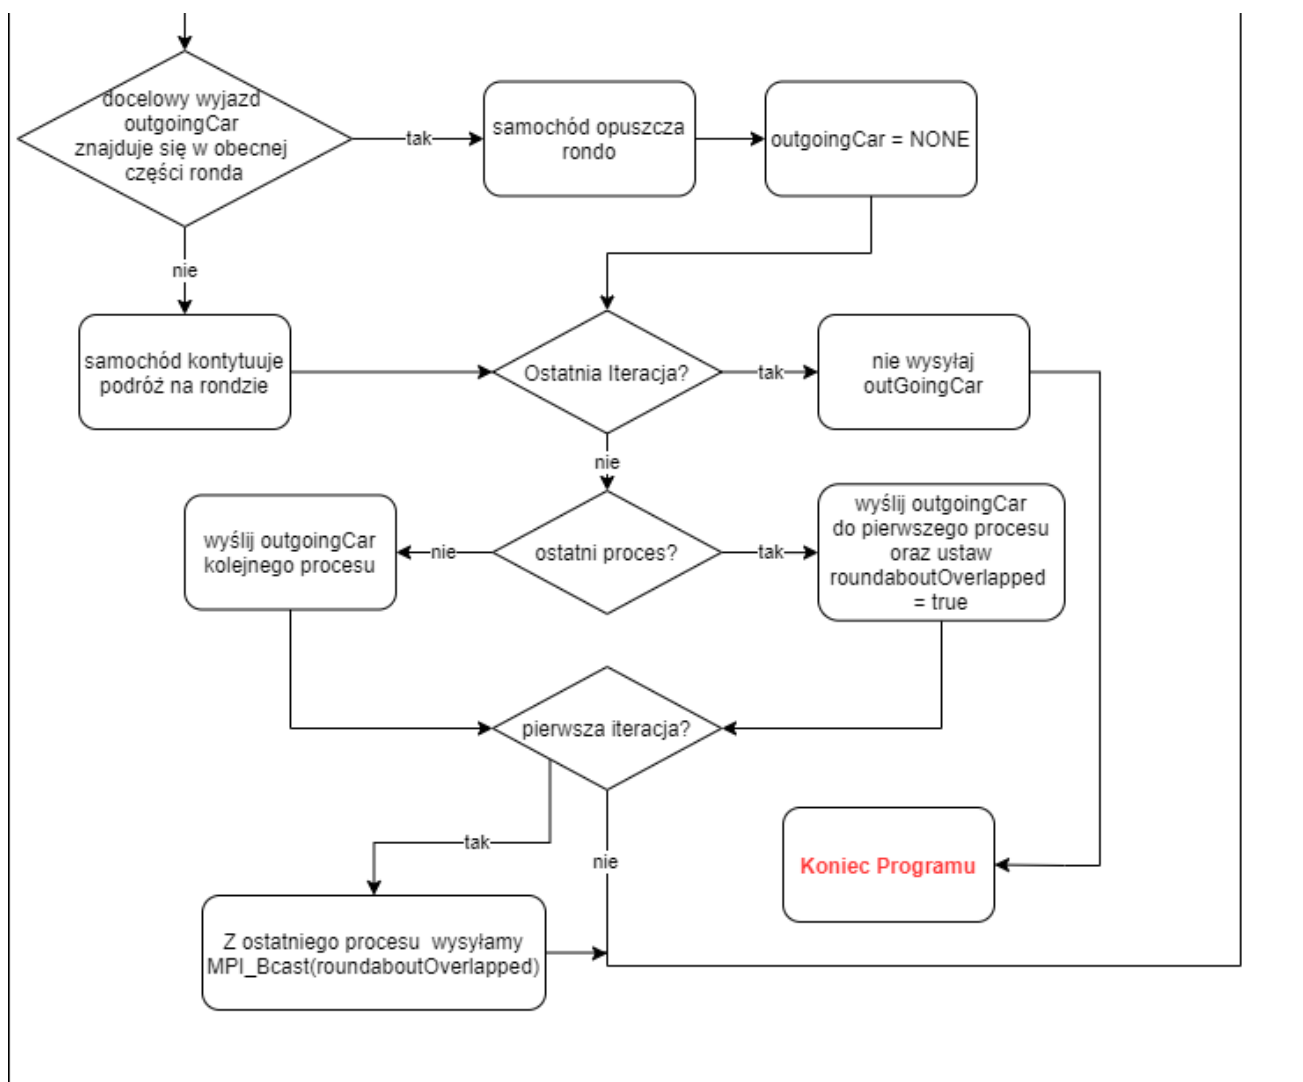 docelowy wyjazd
outgoingCar
znajduje się w obecnej
części ronda
tak
samochód opuszcza
rondo
outgoingCar = NONE
nie
samochód kontytuuje
podróż na rondzie
Ostatnia Iteracja?
tak
nie wysyłaj
outGoingCar
nie
wyślij outgoingCar
kolejnego procesu
nie
ostatni proces?
tak
wyślij outgoingCar
do pierwszego procesu
oraz ustaw
roundaboutOverlapped
= true
pierwsza iteracja?
tak
nie
Koniec Programu
Z ostatniego procesu  wysyłamy
MPI_Bcast(roundaboutOverlapped)